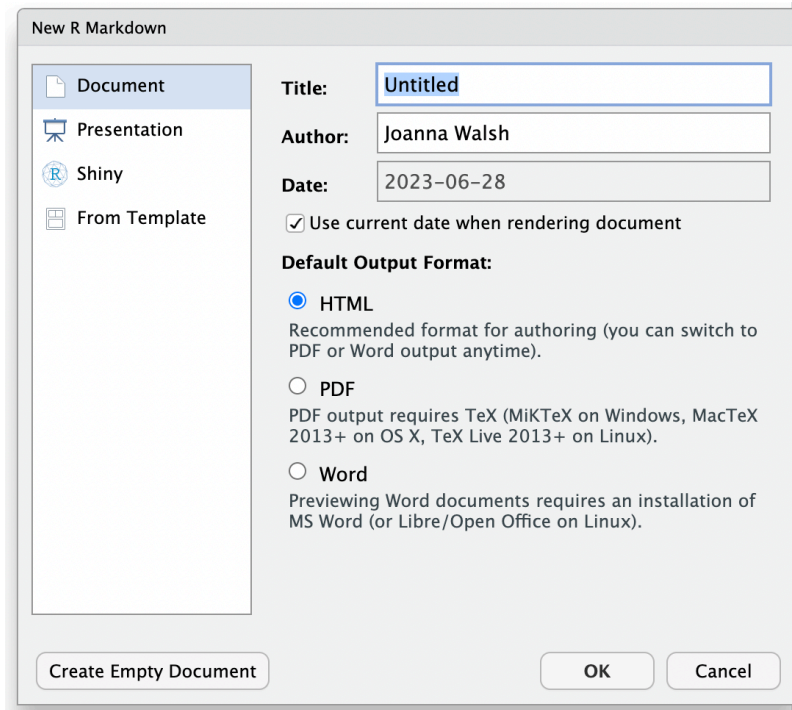 New R Markdown
Document
Presentation
R Shiny
From Template
Title: Untitled
Author: Joanna Walsh
Date: 2023-06-28
Use current date when rendering document
Default Output Format:
HTML
Recommended format for authoring (you can switch to
PDF or Word output anytime).
PDF
PDF output requires TeX (MiKTeX on Windows, MacTeX
2013+ on OS X, TeX Live 2013+ on Linux).
Word
Previewing Word documents requires an installation of
MS Word (or Libre/Open Office on Linux).
Create Empty Document OK Cancel